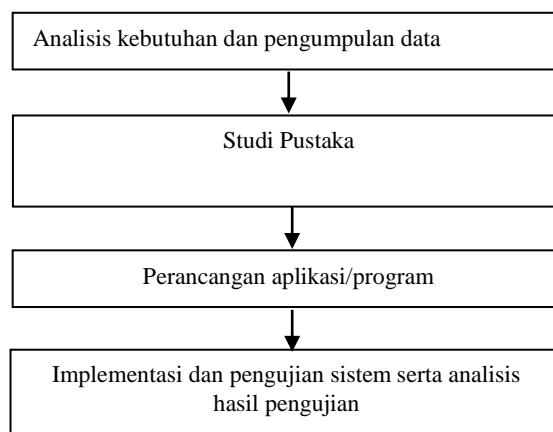 Analisis kebutuhan dan pengumpulan data
Studi Pustaka
Perancangan aplikasi/program
Implementasi dan pengujian sistem serta analisis
hasil pengujian